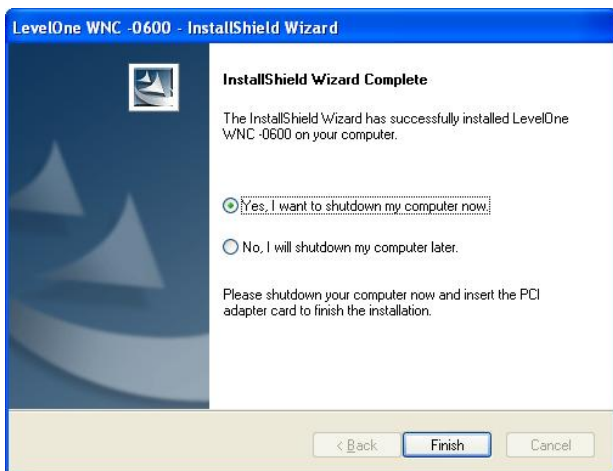 LevelOne WNC -0600 - InstallShield Wizard
InstallShield Wizard Complete
The InstallShield Wizard has successfully installed LevelOne
WNC -0600 on your computer.
Yes, I want to shutdown my computer now.
No, I will shutdown my computer later.
Please shutdown your computer now and insert the PCI
adapter card to finish the installation.
< Back
Finish
Cancel